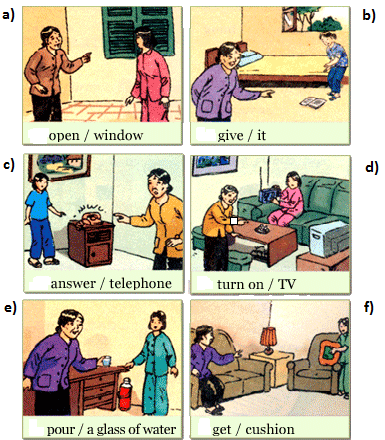 a)
b)
open / window
give / it
c)
d)
answer / telephone
turn on / TV
e)
f)
pour / a glass of water
get / cushion